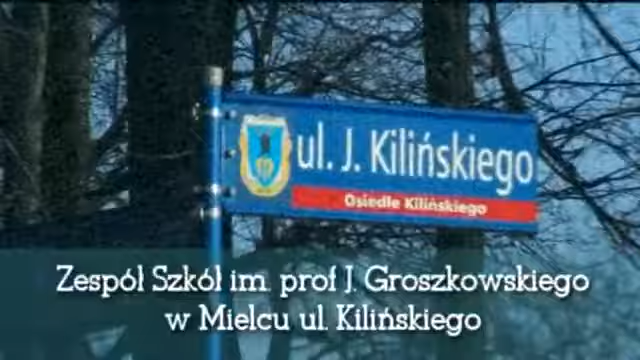 ul. J. Kilińskiego
Osiedle Kilińskiego
Zespół Szkół im. prof J. Groszkowskiego
w Mielcu ul. Kilińskiego